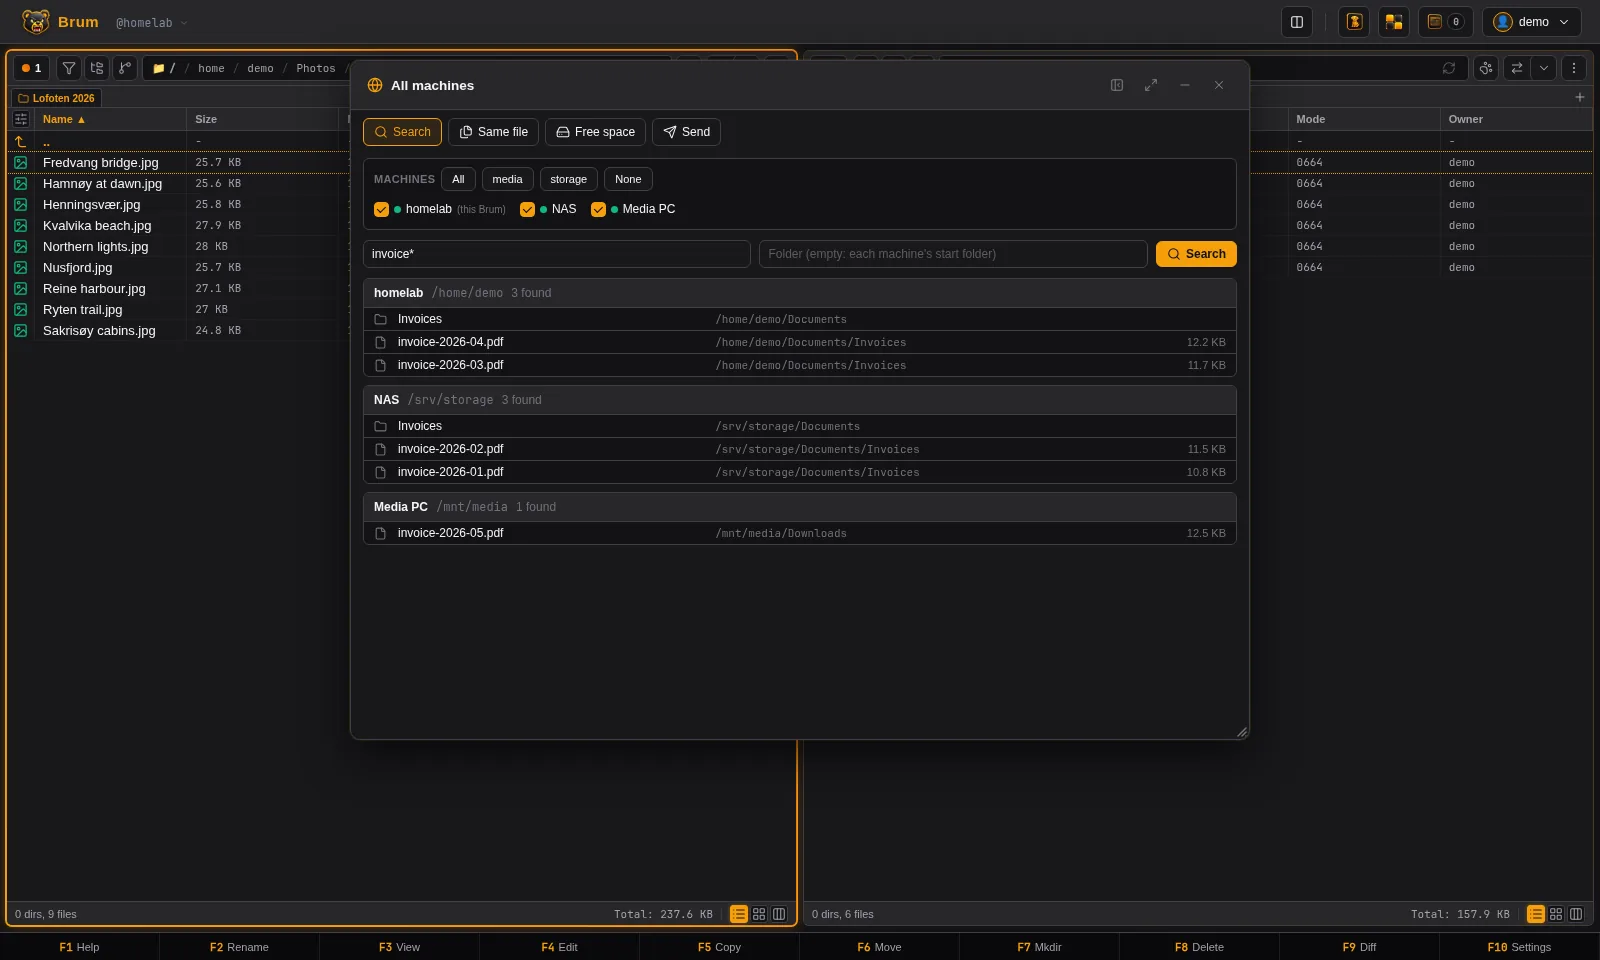 Brum @homelab 0 demo
1 / / home / demo / Photos /
All machines
Lofoten 2026
Search Same file Free space Send
Name ▲ Size Mode Owner
.. - - -
Fredvang bridge.jpg 25.7 KB 0664 demo
Hamnøy at dawn.jpg 25.6 KB 0664 demo
Henningsvær.jpg 25.8 KB 0664 demo
Kvalvika beach.jpg 27.9 KB 0664 demo
Northern lights.jpg 28 KB 0664 demo
Nusfjord.jpg 25.7 KB 0664 demo
Reine harbour.jpg 27.1 KB
Ryten trail.jpg 27 KB
Sakrisøy cabins.jpg 24.8 KB
MACHINES All media storage None
homelab (this Brum) NAS Media PC
invoice* Folder (empty: each machine's start folder) Search
homelab /home/demo 3 found
Invoices /home/demo/Documents
invoice-2026-04.pdf /home/demo/Documents/Invoices 12.2 KB
invoice-2026-03.pdf /home/demo/Documents/Invoices 11.7 KB
NAS /srv/storage 3 found
Invoices /srv/storage/Documents
invoice-2026-02.pdf /srv/storage/Documents/Invoices 11.5 KB
invoice-2026-01.pdf /srv/storage/Documents/Invoices 10.8 KB
Media PC /mnt/media 1 found
invoice-2026-05.pdf /mnt/media/Downloads 12.5 KB
0 dirs, 9 files Total: 237.6 KB
0 dirs, 6 files Total: 157.9 KB
F1 Help F2 Rename F3 View F4 Edit F5 Copy F6 Move F7 Mkdir F8 Delete F9 Diff F10 Settings